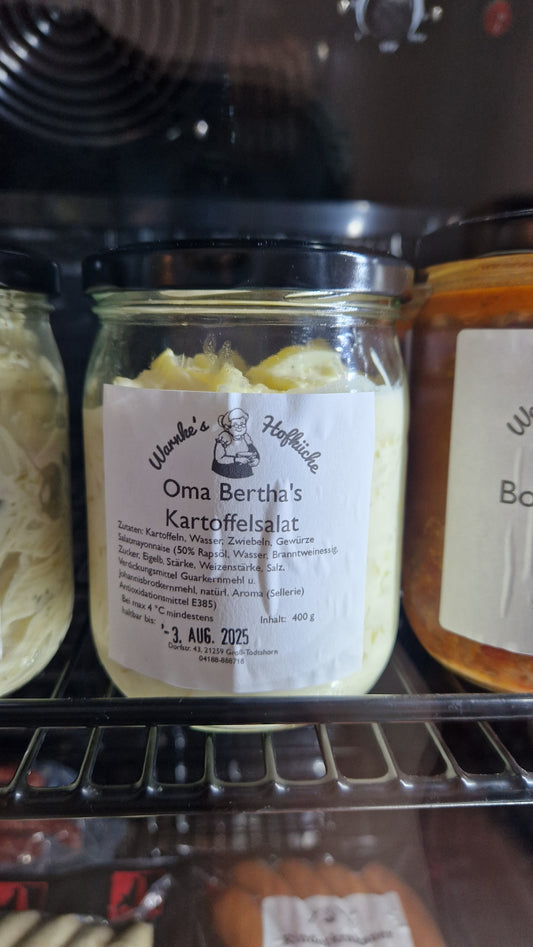 Warnke's Hofküche
Oma Bertha's
Kartoffelsalat
Zutaten: Kartoffeln, Wasser, Zwiebeln, Gewürze
Salatmayonnaise (50% Rapsöl, Wasser, Branntweinessig,
Zucker, Eigelb, Stärke, Weizenstärke, Salz,
Verdickungsmittel Guarkernmehl u.
Johannisbrotkernmehl, natürl. Aroma (Sellerie)
Antioxidationsmittel E385)
Bei max 4 °C mindestens
haltbar bis:
Inhalt: 400 g
- 3. AUG. 2025
Dorfstr. 43, 21259 Groß-Todtshorn
Bo